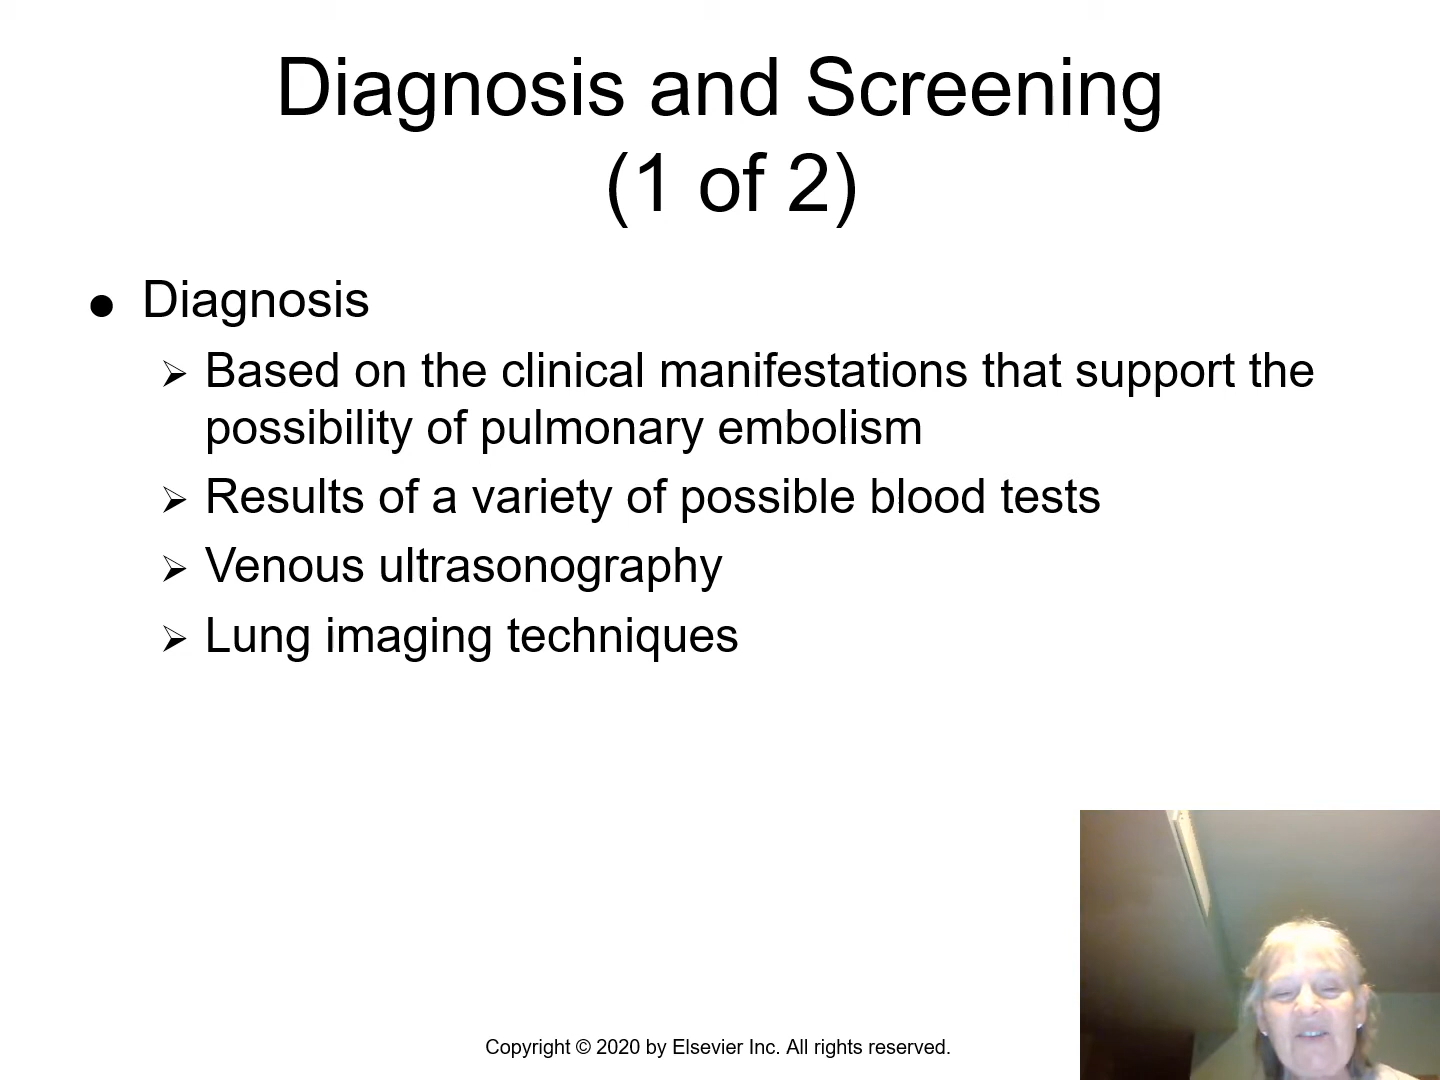 Diagnosis and Screening
(1 of 2)
● Diagnosis
➢ Based on the clinical manifestations that support the
possibility of pulmonary embolism
➢ Results of a variety of possible blood tests
➢ Venous ultrasonography
➢ Lung imaging techniques
Copyright © 2020 by Elsevier Inc. All rights reserved.